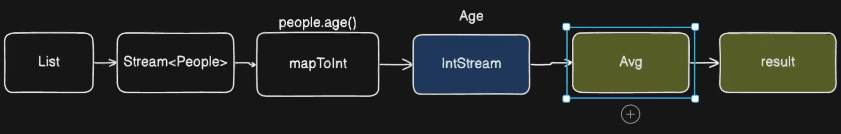 Age
people.age()
List
Stream<People>
mapToInt
IntStream
Avg
result